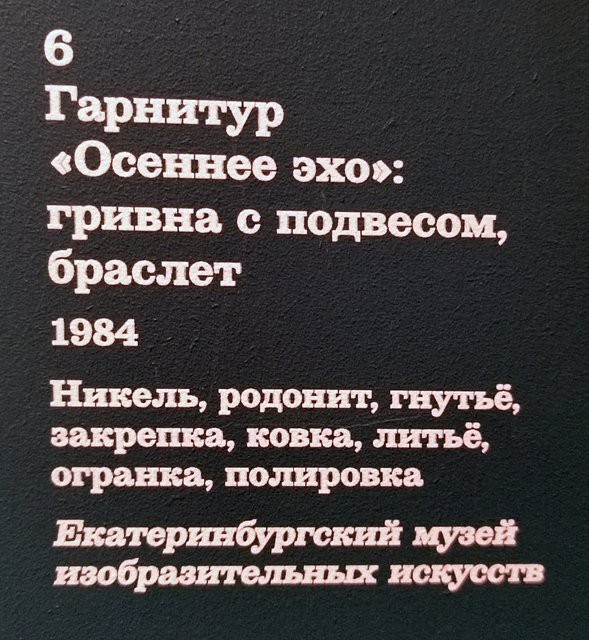 6
Гарнитур
«Осеннее эхо»:
гривна с подвесом,
браслет
1984
Никель, родонит, гнутьё,
закрепка, ковка, литьё,
огранка, полировка
Екатеринбургский музей
изобразительных искусств